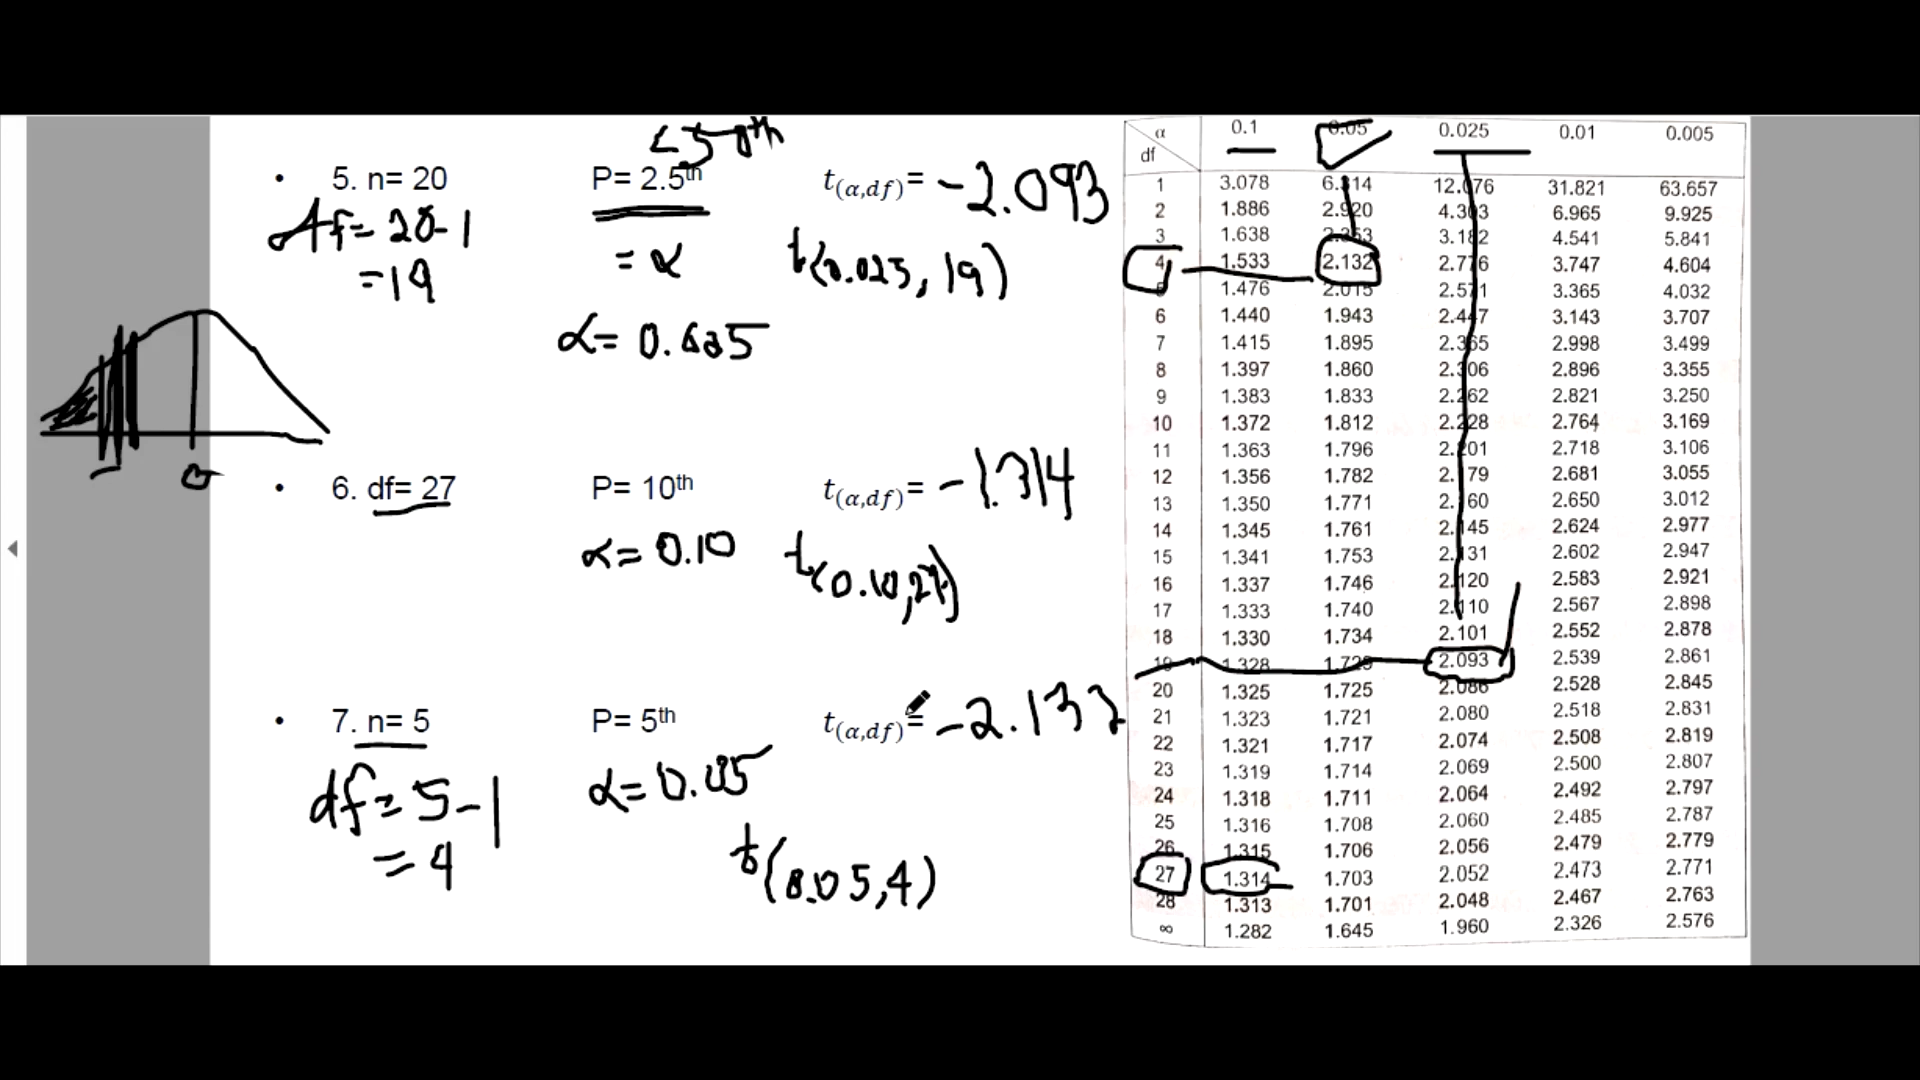 < 50th
• 5. n= 20 P= 2.5th t(α,df)= -2.093
df= 20-1 = α t(0.025, 19)
=19
α= 0.025
• 6. df= 27 P= 10th t(α,df)= -1.314
α= 0.10 t(0.10,27)
• 7. n= 5 P= 5th t(α,df)= -2.132
df= 5-1 α= 0.05
= 4 t(0.05,4)
0
α 0.1 0.05 0.025 0.01 0.005
df
1 3.078 6.314 12.076 31.821 63.657
2 1.886 2.920 4.303 6.965 9.925
3 1.638 2.353 3.182 4.541 5.841
4 1.533 2.132 2.776 3.747 4.604
5 1.476 2.015 2.571 3.365 4.032
6 1.440 1.943 2.447 3.143 3.707
7 1.415 1.895 2.365 2.998 3.499
8 1.397 1.860 2.306 2.896 3.355
9 1.383 1.833 2.262 2.821 3.250
10 1.372 1.812 2.228 2.764 3.169
11 1.363 1.796 2.201 2.718 3.106
12 1.356 1.782 2.179 2.681 3.055
13 1.350 1.771 2.160 2.650 3.012
14 1.345 1.761 2.145 2.624 2.977
15 1.341 1.753 2.131 2.602 2.947
16 1.337 1.746 2.120 2.583 2.921
17 1.333 1.740 2.110 2.567 2.898
18 1.330 1.734 2.101 2.552 2.878
19 1.328 1.729 2.093 2.539 2.861
20 1.325 1.725 2.086 2.528 2.845
21 1.323 1.721 2.080 2.518 2.831
22 1.321 1.717 2.074 2.508 2.819
23 1.319 1.714 2.069 2.500 2.807
24 1.318 1.711 2.064 2.492 2.797
25 1.316 1.708 2.060 2.485 2.787
26 1.315 1.706 2.056 2.479 2.779
27 1.314 1.703 2.052 2.473 2.771
28 1.313 1.701 2.048 2.467 2.763
∞ 1.282 1.645 1.960 2.326 2.576